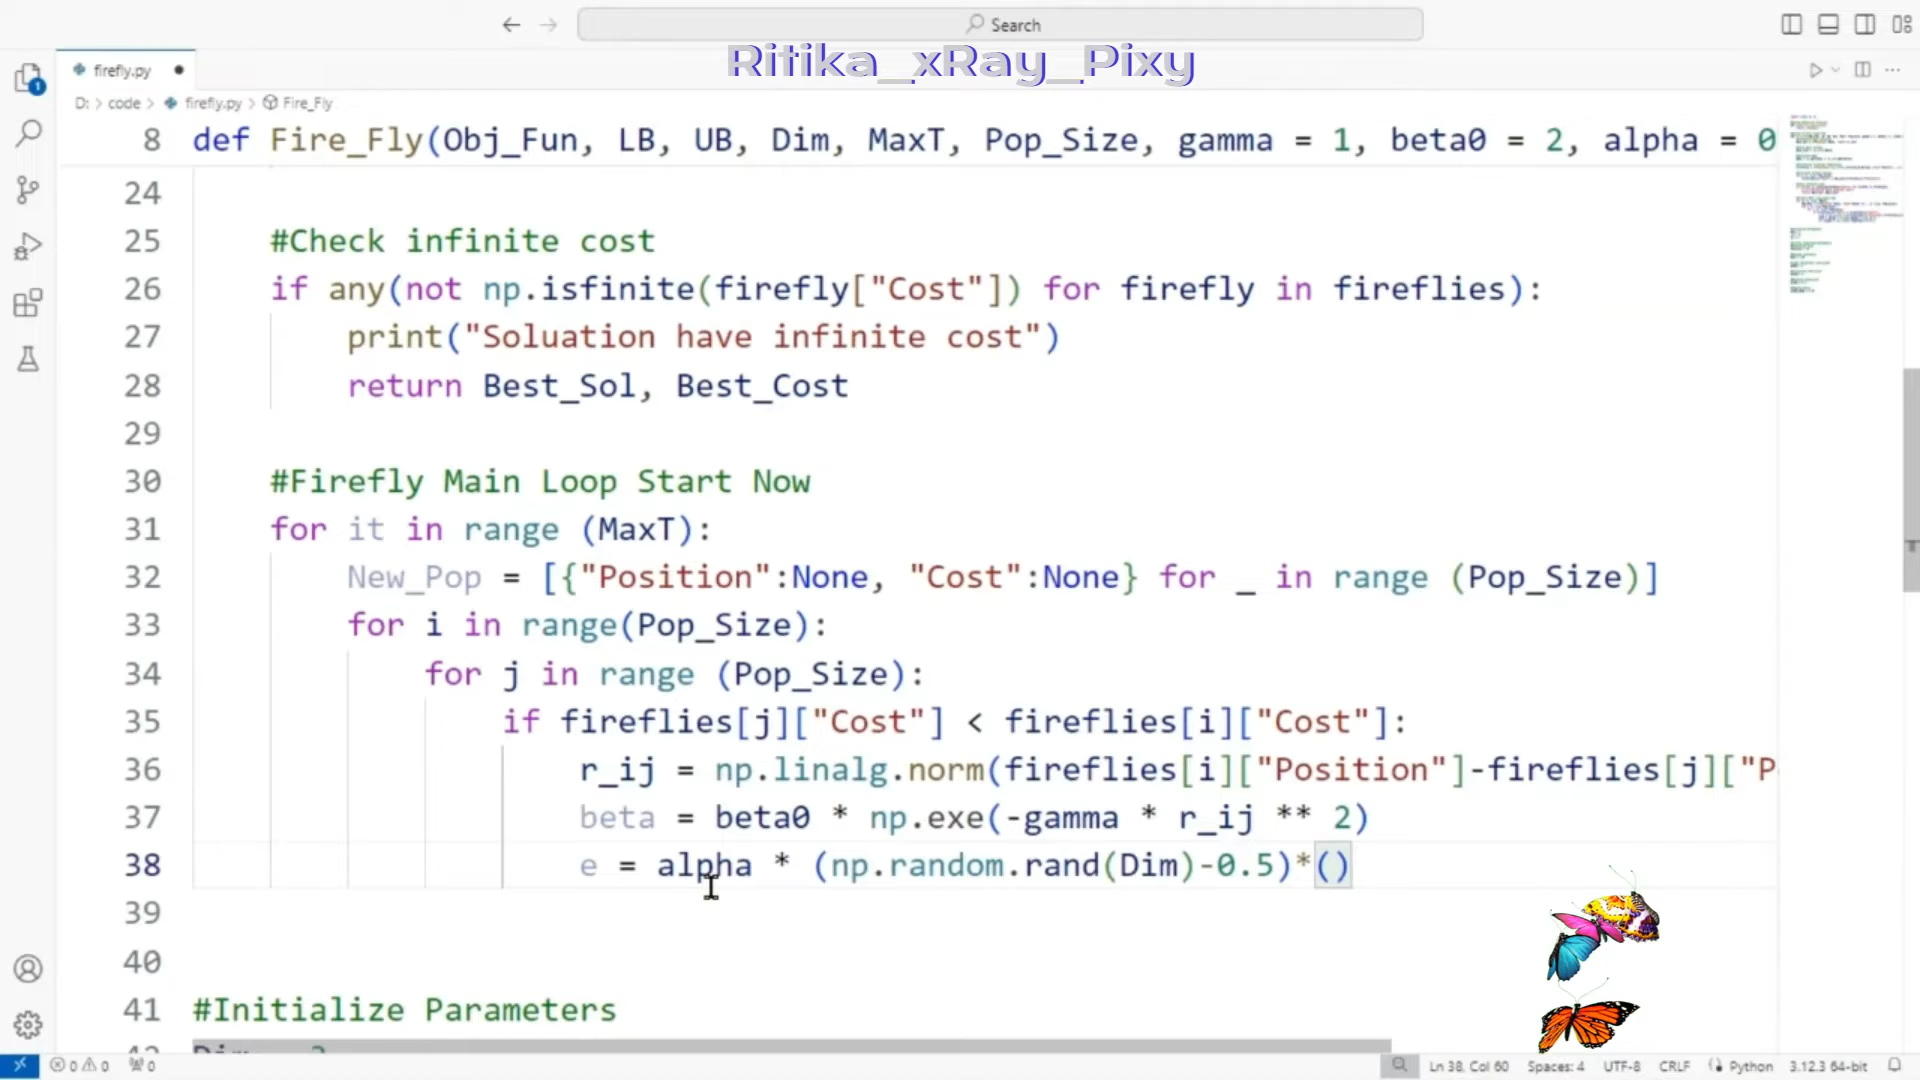 Search
Ritika_xRay_Pixy
firefly.py
1
D: > code > firefly.py > Fire_Fly
8 def Fire_Fly(Obj_Fun, LB, UB, Dim, MaxT, Pop_Size, gamma = 1, beta0 = 2, alpha = 0
24
25 #Check infinite cost
26 if any(not np.isfinite(firefly["Cost"]) for firefly in fireflies):
27 print("Soluation have infinite cost")
28 return Best_Sol, Best_Cost
29
30 #Firefly Main Loop Start Now
31 for it in range (MaxT):
32 New_Pop = [{"Position":None, "Cost":None} for _ in range (Pop_Size)]
33 for i in range(Pop_Size):
34 for j in range (Pop_Size):
35 if fireflies[j]["Cost"] < fireflies[i]["Cost"]:
36 r_ij = np.linalg.norm(fireflies[i]["Position"]-fireflies[j]["P
37 beta = beta0 * np.exe(-gamma * r_ij ** 2)
38 e = alpha * (np.random.rand(Dim)-0.5)*()
39
40
41 #Initialize Parameters
0 0 0 Ln 38, Col 60 Spaces: 4 UTF-8 CRLF Python 3.12.3 64-bit